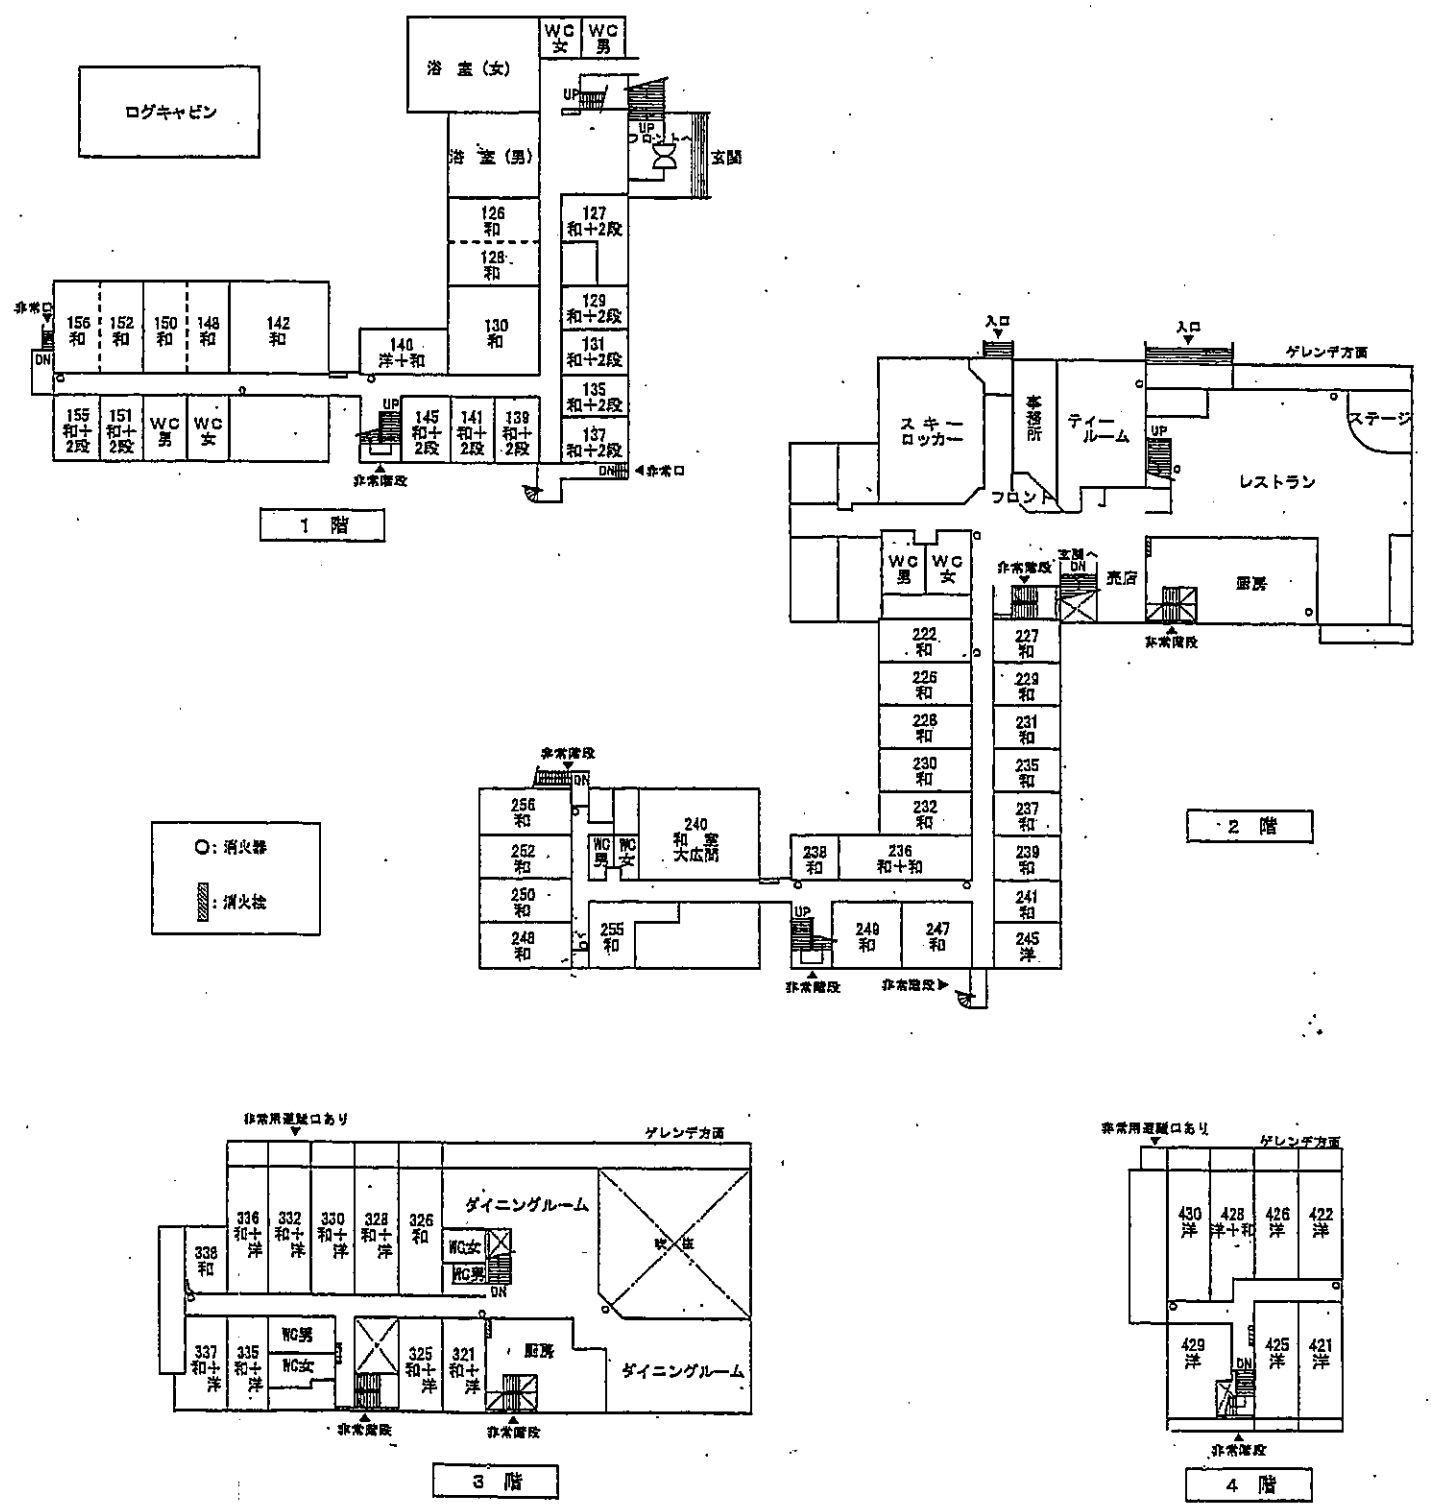 ログキャビン
浴 室 (女)
WC
女
WC
男
UP
UP
フロントへ
玄関
浴 室 (男)
126
和
127
和+2段
128
和
129
和+2段
130
和
131
和+2段
135
和+2段
137
和+2段
DN
非常口
非常口
DN
156
和
152
和
150
和
148
和
142
和
140
洋+和
155
和+
2段
151
和+
2段
WC
男
WC
女
UP
145
和+
2段
141
和+
2段
139
和+
2段
非常階段
1 階
入口
入口
ゲレンデ方面
スキー
ロッカー
事務所
ティー
ルーム
UP
ステージ
レストラン
フロント
WC
男
WC
女
非常階段
玄関へ
DN
売店
厨房
非常階段
222
和
227
和
226
和
229
和
228
和
231
和
230
和
235
和
232
和
237
和
238
和
236
和+和
239
和
241
和
245
洋
非常階段
DN
256
和
252
和
250
和
248
和
WC
男
WC
女
240
和 室
大広間
255
和
UP
249
和
247
和
非常階段
非常階段
2 階
: 消火器
: 消火栓
非常用避難口あり
ゲレンデ方面
336
和+洋
332
和+洋
330
和+洋
328
和+洋
326
和
ダイニングルーム
吹 抜
338
和
WC女
WC男
DN
337
和+洋
335
和+洋
WC男
WC女
325
和+洋
321
和+洋
厨房
ダイニングルーム
非常階段
非常階段
3 階
非常用避難口あり
ゲレンデ方面
430
洋
428
洋+和
426
洋
422
洋
429
洋
DN
425
洋
421
洋
非常階段
4 階